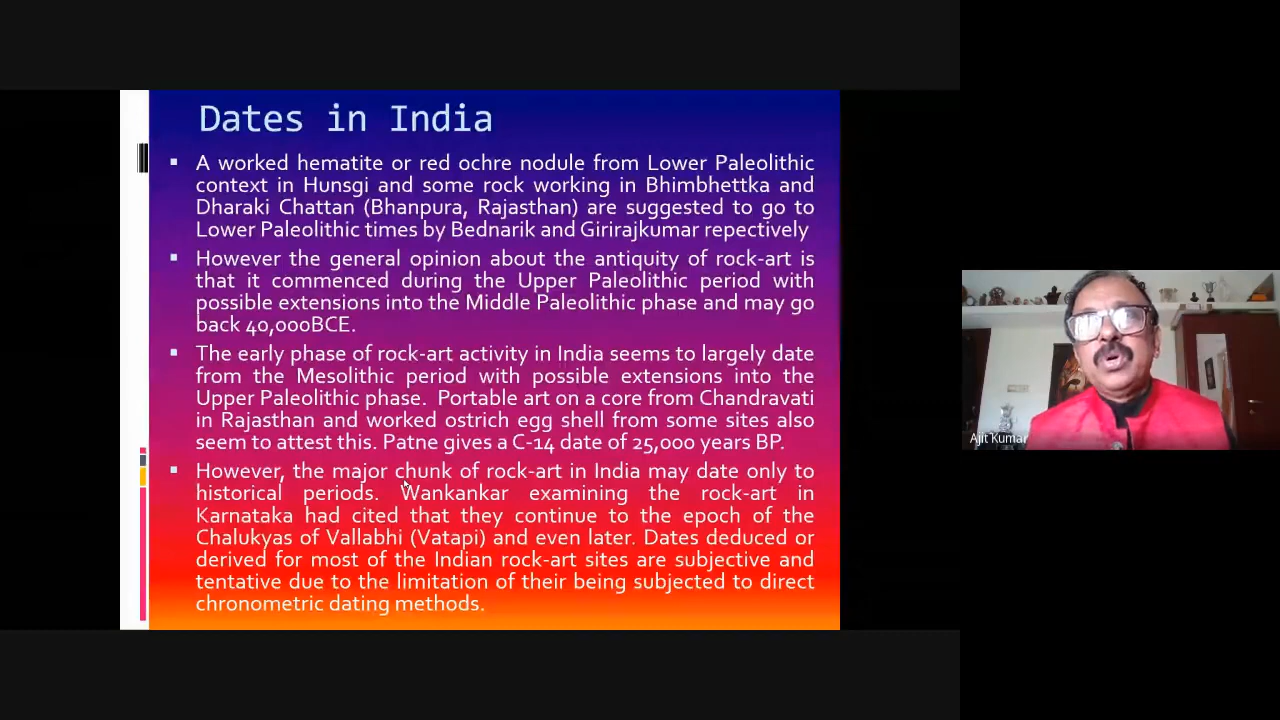 Dates in India
A worked hematite or red ochre nodule from Lower Paleolithic
context in Hunsgi and some rock working in Bhimbhettka and
Dharaki Chattan (Bhanpura, Rajasthan) are suggested to go to
Lower Paleolithic times by Bednarik and Girirajkumar repectively
However the general opinion about the antiquity of rock-art is
that it commenced during the Upper Paleolithic period with
possible extensions into the Middle Paleolithic phase and may go
back 40,000BCE.
The early phase of rock-art activity in India seems to largely date
from the Mesolithic period with possible extensions into the
Upper Paleolithic phase. Portable art on a core from Chandravati
in Rajasthan and worked ostrich egg shell from some sites also
seem to attest this. Patne gives a C-14 date of 25,000 years BP.
However, the major chunk of rock-art in India may date only to
historical periods. Wankankar examining the rock-art in
Karnataka had cited that they continue to the epoch of the
Chalukyas of Vallabhi (Vatapi) and even later. Dates deduced or
derived for most of the Indian rock-art sites are subjective and
tentative due to the limitation of their being subjected to direct
chronometric dating methods.
Ajit Kumar